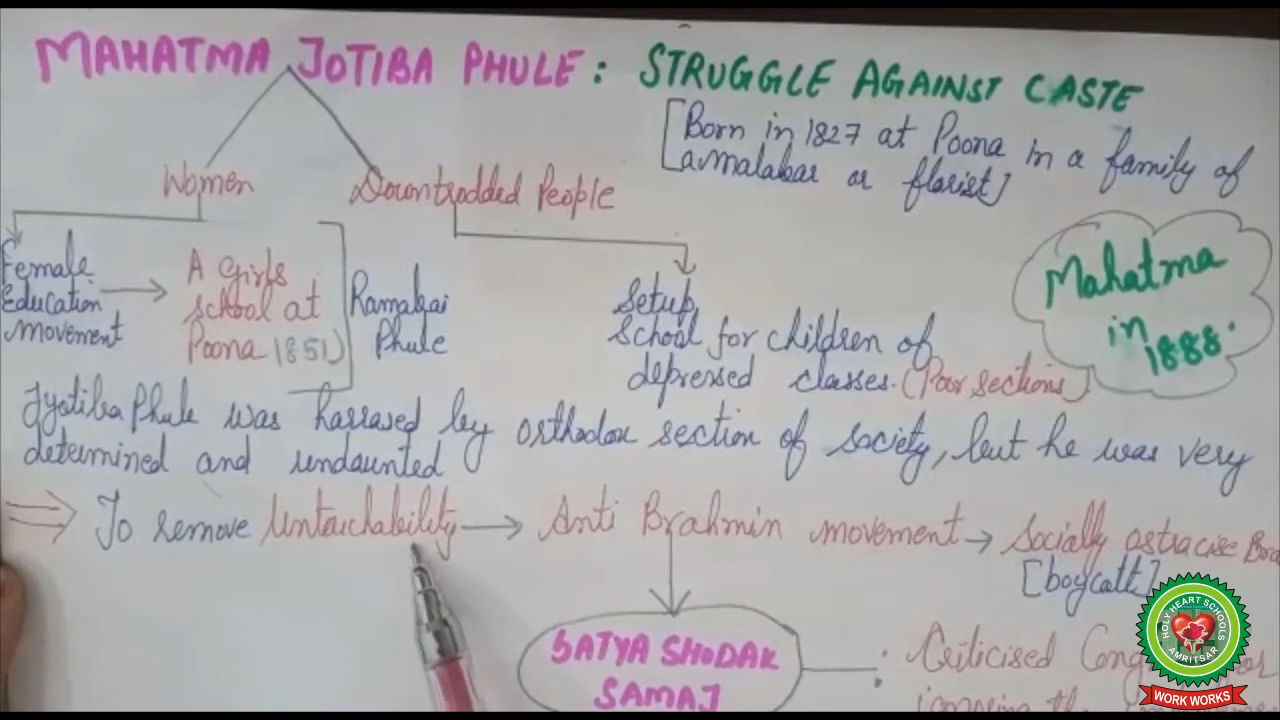 MAHATMA JOTIBA PHULE : STRUGGLE AGAINST CASTE
[Born in 1827 at Poona in a family of
amalabar or florist]
Women
Downtrodded People
Female
Education
movement
A Girls
school at
Poona 1851)
Ramabai
Phule
Setup
School for children of
depressed classes. (Poor sections)
Mahatma
in
1888.
Jyotiba Phule was harrased by orthodox section of society, but he was very
determined and undaunted
To remove Untouchability → Anti Brahmin movement → Socially ostracise
[boycott]
SATYA SHODAK
SAMAJ
: Criticised
HOLY HEART SCHOOLS
AMRITSAR
WORK WORKS